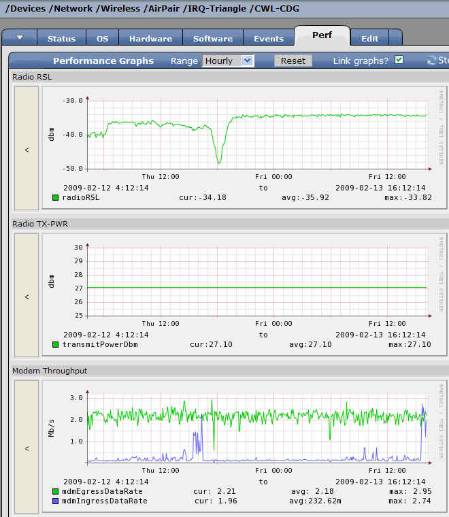 /Devices /Network /Wireless /AirPair /IRQ-Triangle /CWL-CDG
Status OS Hardware Software Events Perf Edit
Performance Graphs Range Hourly Reset Link graphs?
Radio RSL
-30.0
dbm
-40.0
<
-50.0
Thu 12:00 Fri 00:00 Fri 12:00
2009-02-12 4:12:14 to 2009-02-13 16:12:14
radioRSL cur:-34.18 avg:-35.92 max:-33.82
Radio TX-PWR
30
29
28
dbm
27
<
26
25
Thu 12:00 Fri 00:00 Fri 12:00
2009-02-12 4:12:14 to 2009-02-13 16:12:14
transmitPowerDbm cur:27.10 avg:27.10 max:27.10
Modem Throughput
3.0
Mb/s
2.0
1.0
<
Thu 12:00 Fri 00:00 Fri 12:00
2009-02-12 4:12:14 to 2009-02-13 16:12:14
mdmEgressDataRate cur: 2.21 avg: 2.18 max: 2.95
mdmIngressDataRate cur: 1.96 avg:232.62m max: 2.74